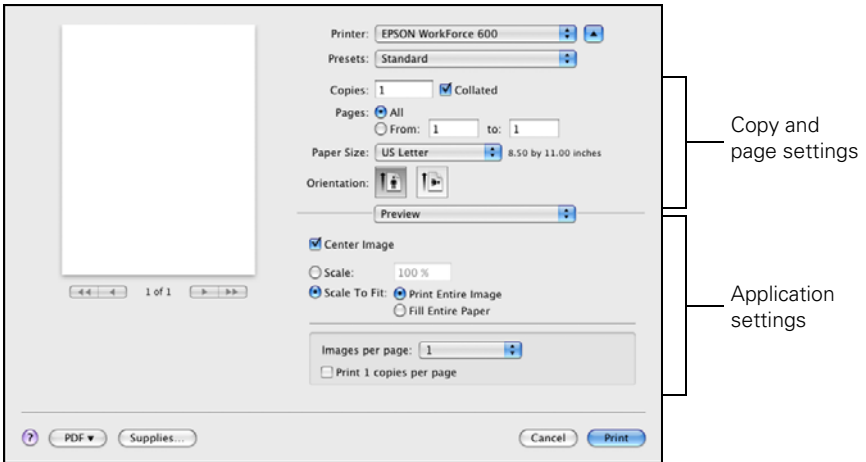 Printer: EPSON WorkForce 600
Presets: Standard
Copies: 1 Collated
Pages: All
From: 1 to: 1
Paper Size: US Letter 8.50 by 11.00 inches
Orientation:
Preview
Center Image
Scale: 100 %
Scale To Fit: Print Entire Image
Fill Entire Paper
Images per page: 1
Print 1 copies per page
1 of 1
? PDF Supplies... Cancel Print
Copy and
page settings
Application
settings